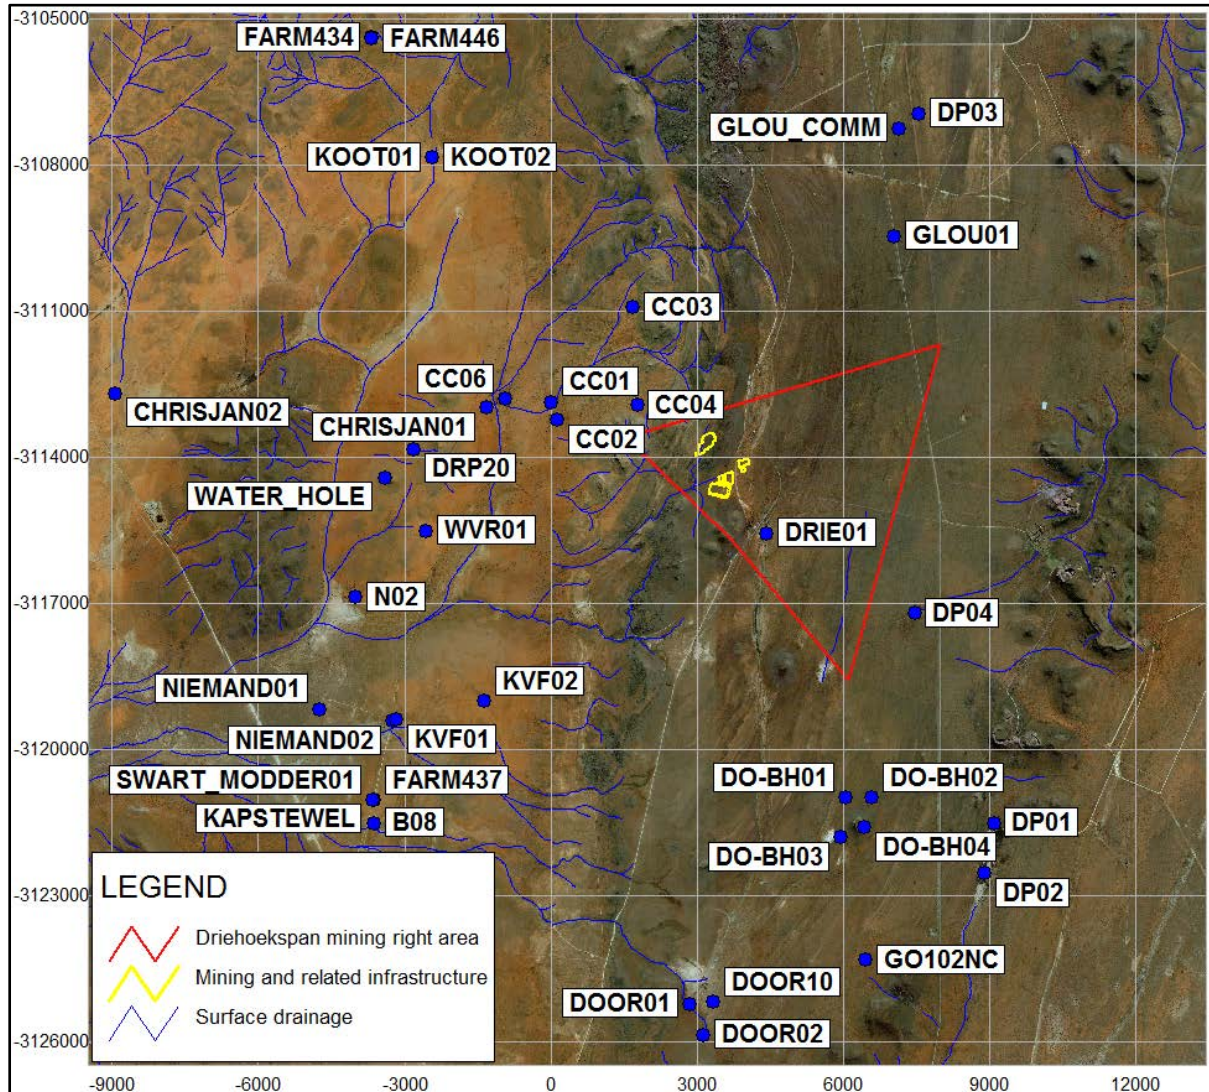 -3105000
FARM434
FARM446
DP03
GLOU_COMM
-3108000
KOOT01
KOOT02
GLOU01
-3111000
CC03
CC06
CC01
CC04
CHRISJAN02
CHRISJAN01
CC02
-3114000
DRP20
WATER_HOLE
WVR01
DRIE01
N02
-3117000
DP04
NIEMAND01
KVF02
NIEMAND02
KVF01
-3120000
SWART_MODDER01
FARM437
DO-BH01
DO-BH02
KAPSTEWEL
B08
DP01
DO-BH03
DO-BH04
LEGEND
-3123000
DP02
Driehoekspan mining right area
GO102NC
Mining and related infrastructure
DOOR01
DOOR10
Surface drainage
DOOR02
-3126000
-9000
-6000
-3000
0
3000
6000
9000
12000